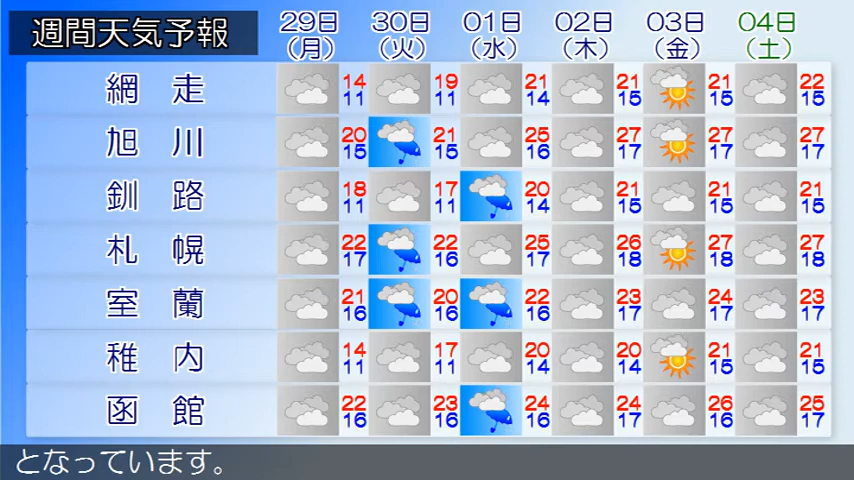 週間天気予報
29日 30日 01日 02日 03日 04日
(月) (火) (水) (木) (金) (土)
網走 14 11 19 11 21 14 21 15 21 15 22 15
旭川 20 15 21 15 25 16 27 17 27 17 27 17
釧路 18 11 17 11 20 14 21 15 21 15 21 15
札幌 22 17 22 16 25 17 26 18 27 18 27 18
室蘭 21 16 20 16 22 16 23 17 24 17 23 17
稚内 14 11 17 11 20 14 20 14 21 15 21 15
函館 22 16 23 16 24 16 24 17 26 16 25 17
となっています。